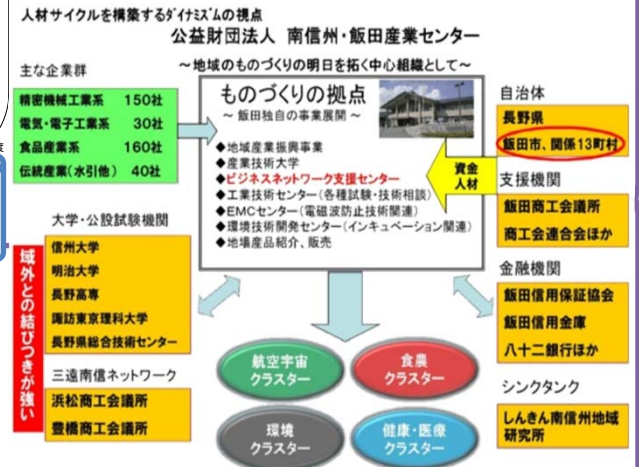 人材サイクルを構築するダイナミズムの視点
公益財団法人 南信州・飯田産業センター
～地域のものづくりの明日を拓く中心組織として～
主な企業群
精密機械工業系 150社
電気・電子工業系 30社
食品産業系 160社
伝統産業(水引他) 40社
ものづくりの拠点
～ 飯田独自の事業展開 ～
◆地域産業振興事業
◆産業技術大学
◆ビジネスネットワーク支援センター
◆工業技術センター(各種試験・技術相談)
◆EMCセンター(電磁波防止技術関連)
◆環境技術開発センター(インキュベーション関連)
◆地場産品紹介、販売
資金
人材
自治体
長野県
飯田市、関係13町村
支援機関
飯田商工会議所
商工会連合会ほか
金融機関
飯田信用保証協会
飯田信用金庫
八十二銀行ほか
シンクタンク
しんきん南信州地域
研究所
大学・公設試験機関
信州大学
明治大学
長野高専
諏訪東京理科大学
長野県総合技術センター
域外との結びつきが強い
三遠南信ネットワーク
浜松商工会議所
豊橋商工会議所
航空宇宙
クラスター
食農
クラスター
環境
クラスター
健康・医療
クラスター